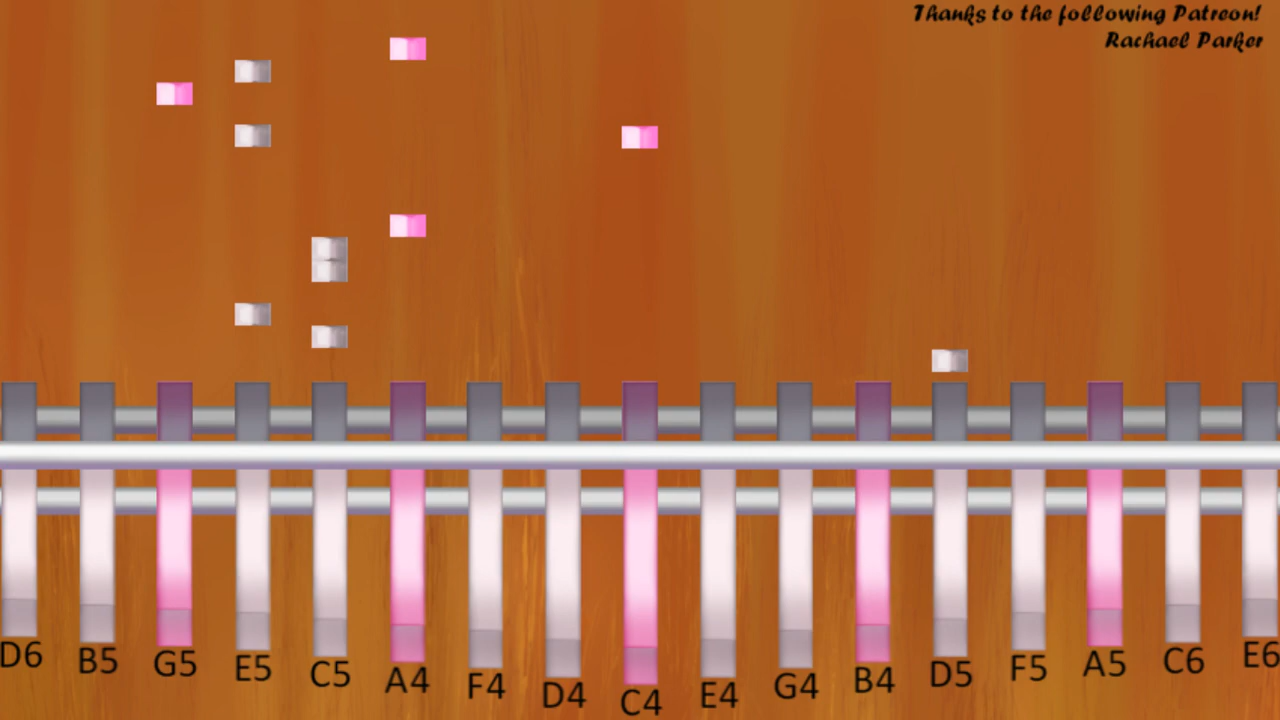 Thanks to the following Patreon!
Rachael Parker
D6 B5 G5 E5 C5 A4 F4 D4 C4 E4 G4 B4 D5 F5 A5 C6 E6